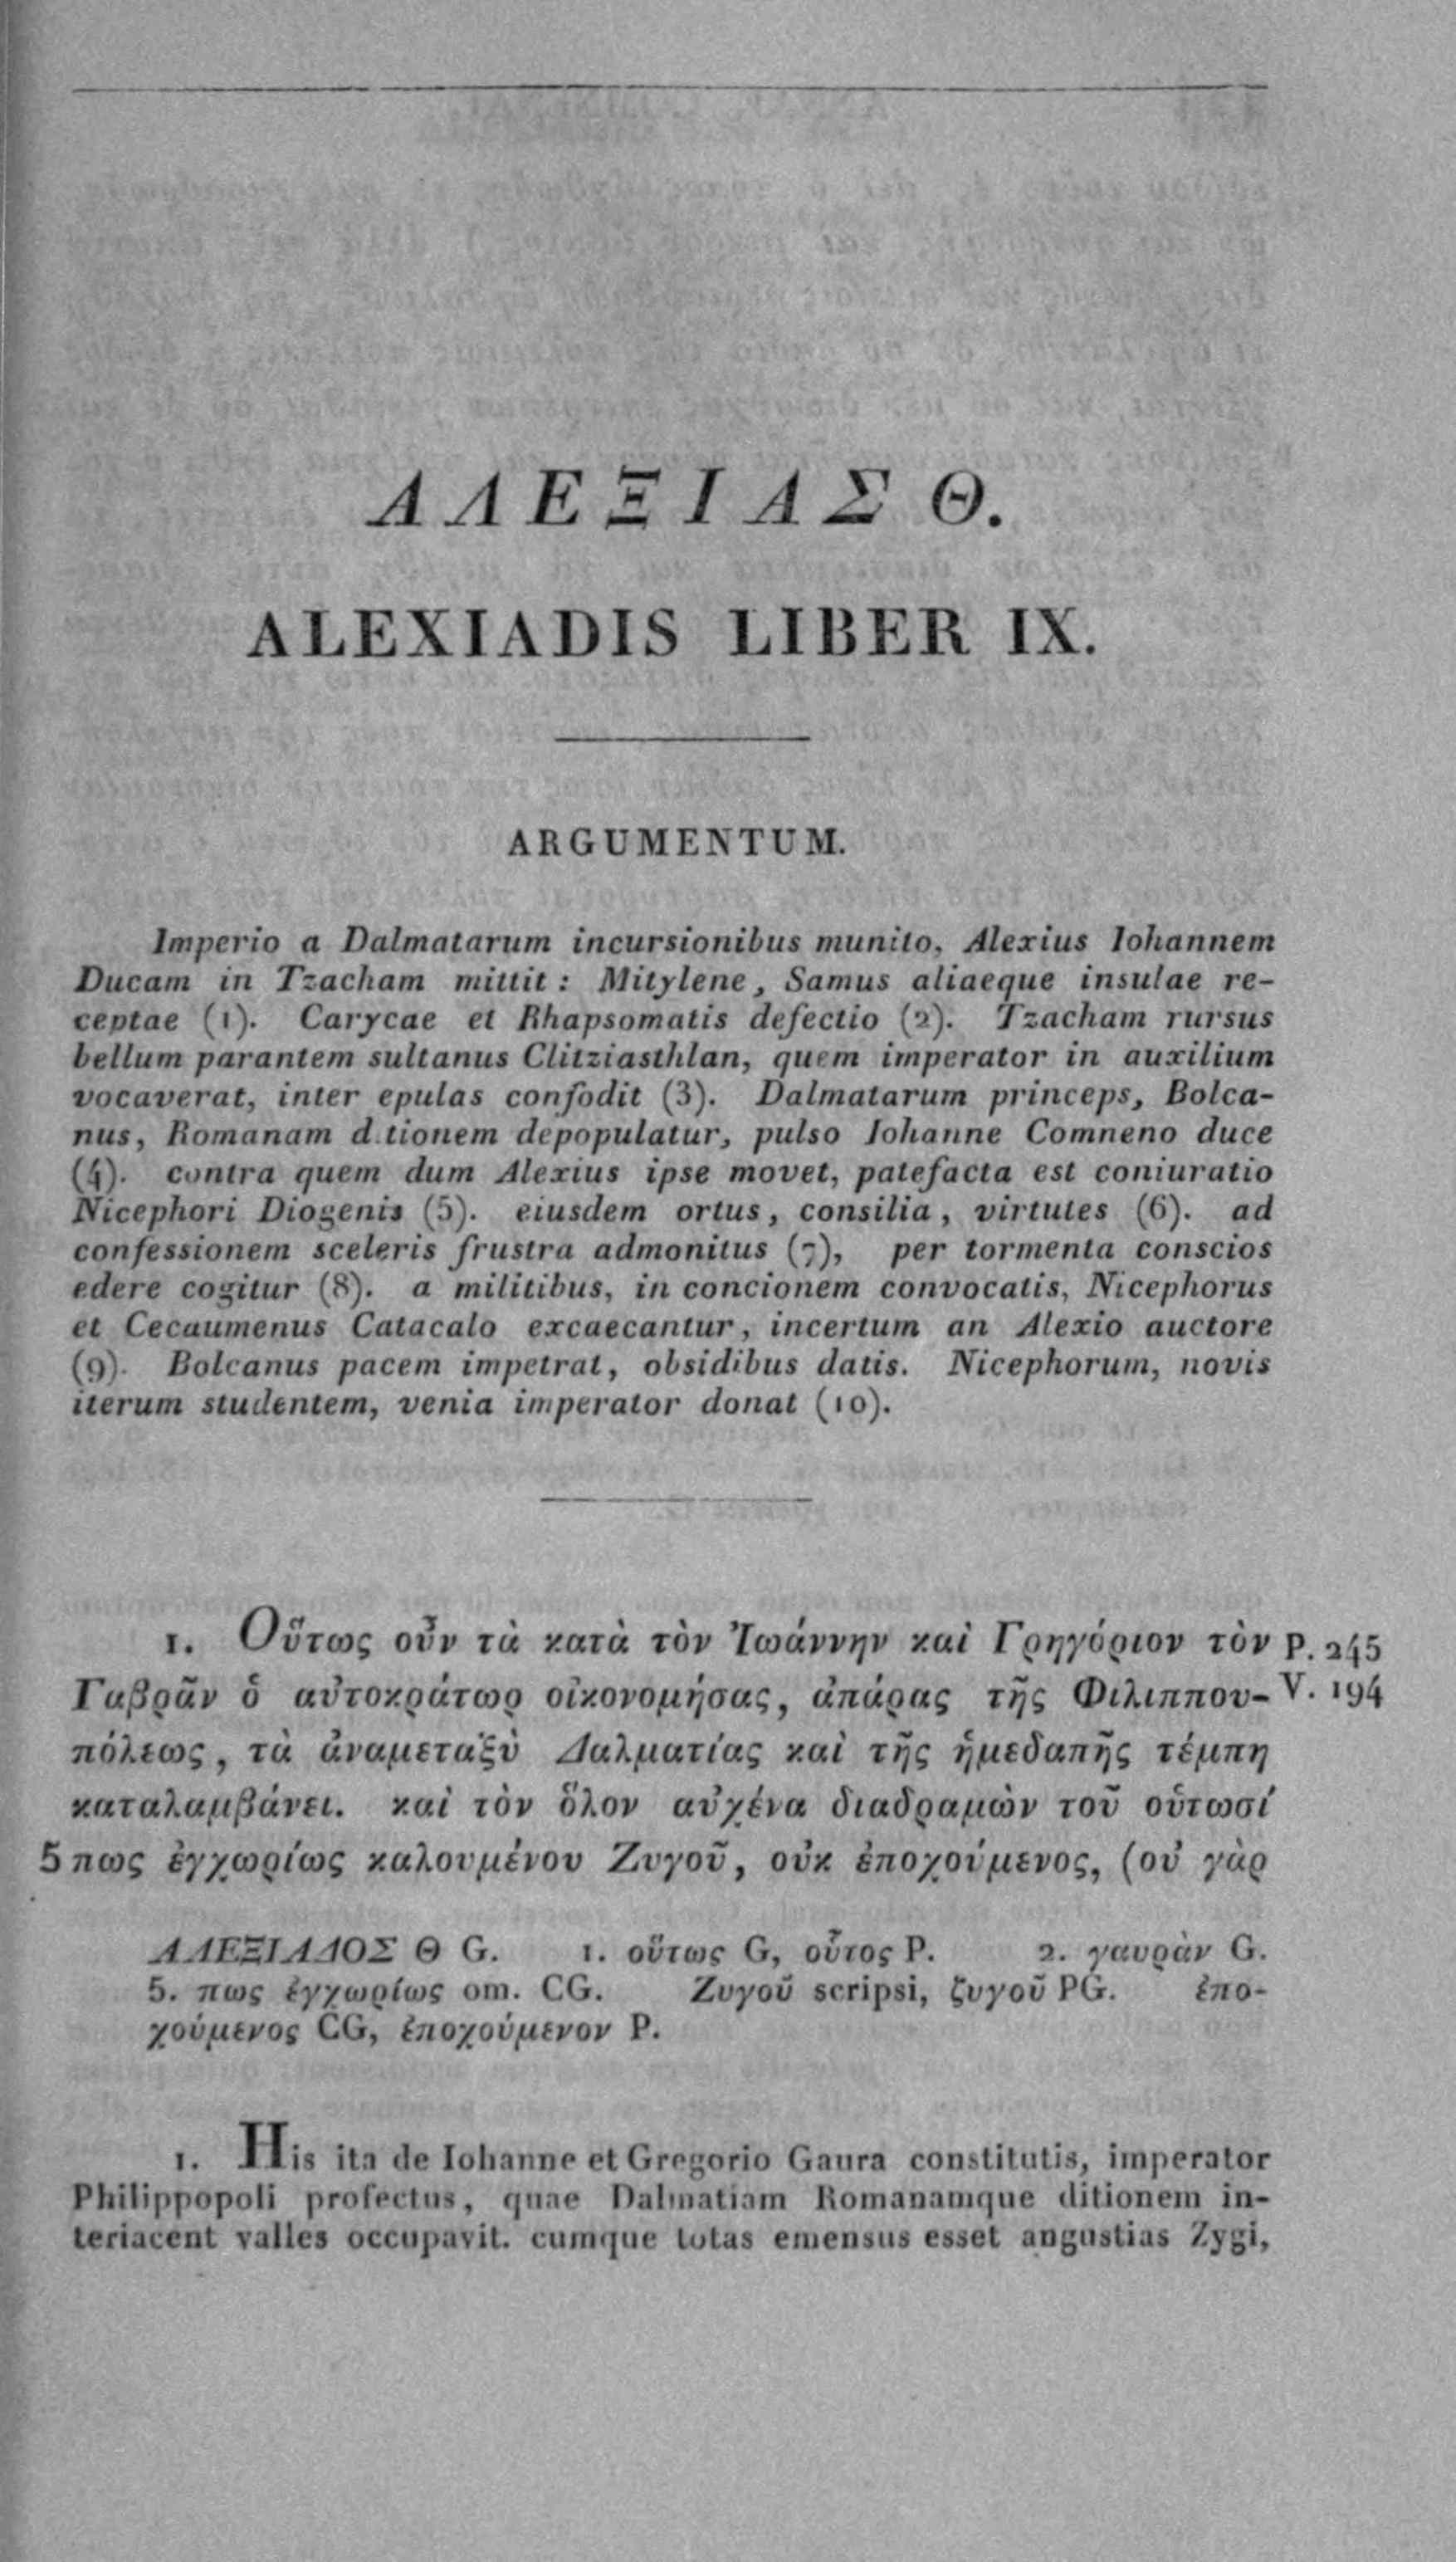 ΑΛΕΞΙΑΣ Θ.
ALEXIADIS LIBER IX.
ARGUMENTUM.
Imperio a Dalmatarum incursionibus munito, Alexius Iohannem
Ducam in Tzacham mittit: Mitylene, Samus aliaeque insulae re-
ceptae (1). Carycae et Rhapsomatis defectio (2). Tzacham rursus
bellum parantem sultanus Clitziasthlan, quem imperator in auxilium
vocaverat, inter epulas confodit (3). Dalmatarum princeps, Bolca-
nus, Romanam d.tionem depopulatur, pulso Iohanne Comneno duce
(4). contra quem dum Alexius ipse movet, patefacta est coniuratio
Nicephori Diogenis (5). eiusdem ortus, consilia, virtutes (6). ad
confessionem sceleris frustra admonitus (7), per tormenta conscios
edere cogitur (8). a militibus, in concionem convocatis, Nicephorus
et Cecaumenus Catacalo excaecantur, incertum an Alexio auctore
(9). Bolcanus pacem impetrat, obsidibus datis. Nicephorum, novis
iterum studentem, venia imperator donat (10).
1. Οὕτως οὖν τὰ κατὰ τὸν Ἰωάννην καὶ Γρηγόριον τὸν P. 245
Γαβρᾶν ὁ αὐτοκράτωρ οἰκονομήσας, ἀπάρας τῆς Φιλιππου- V. 194
πόλεως, τὰ ἀναμεταξὺ Δαλματίας καὶ τῆς ἡμεδαπῆς τέμπη
καταλαμβάνει. καὶ τὸν ὅλον αὐχένα διαδραμὼν τοῦ οὑτωσί
5 πως ἐγχωρίως καλουμένου Ζυγοῦ, οὐκ ἐποχούμενος, (οὐ γὰρ
ΑΛΕΞΙΑΔΟΣ Θ G. 1. οὕτως G, οὗτος P. 2. γαυρὰν G.
5. πως ἐγχωρίως om. CG. Ζυγοῦ scripsi, ζυγοῦ PG. ἐπο-
χούμενος CG, ἐποχούμενον P.
1. His ita de Iohanne et Gregorio Gaura constitutis, imperator
Philippopoli profectus, quae Dalmatiam Romanamque ditionem in-
teriacent valles occupavit. cumque totas emensus esset angustias Zygi,